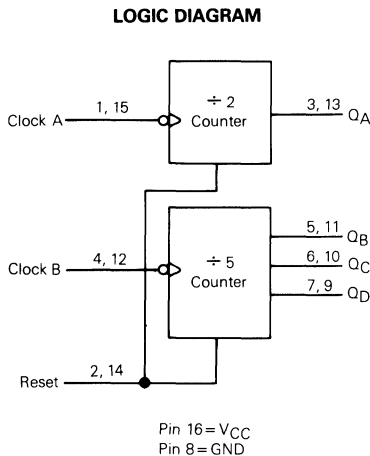 LOGIC DIAGRAM
Clock A
1, 15
÷ 2
Counter
3, 13
QA
Clock B
4, 12
÷ 5
Counter
5, 11
QB
6, 10
QC
7, 9
QD
Reset
2, 14
Pin 16=VCC
Pin 8=GND